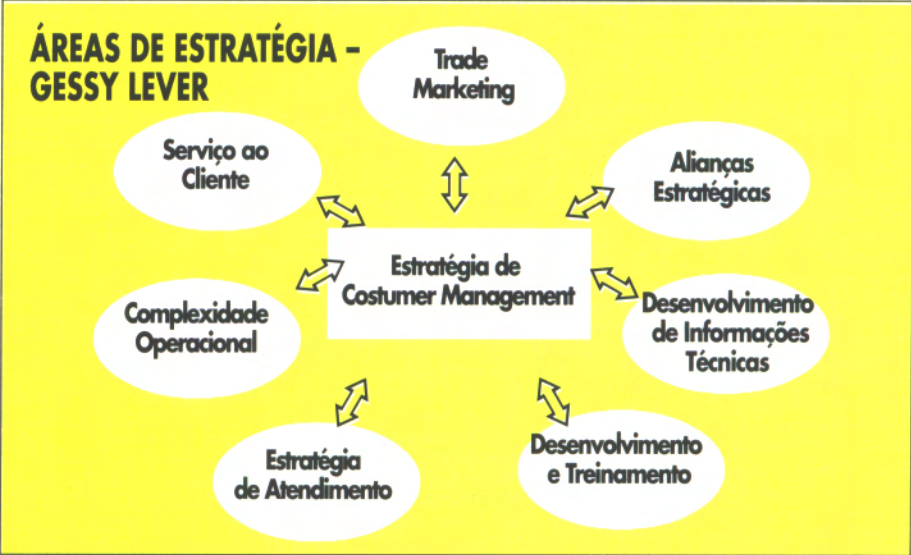 ÁREAS DE ESTRATÉGIA –
GESSY LEVER
Trade
Marketing
Serviço ao
Cliente
Alianças
Estratégicas
Estratégia de
Costumer Management
Complexidade
Operacional
Desenvolvimento
de Informações
Técnicas
Estratégia
de Atendimento
Desenvolvimento
e Treinamento